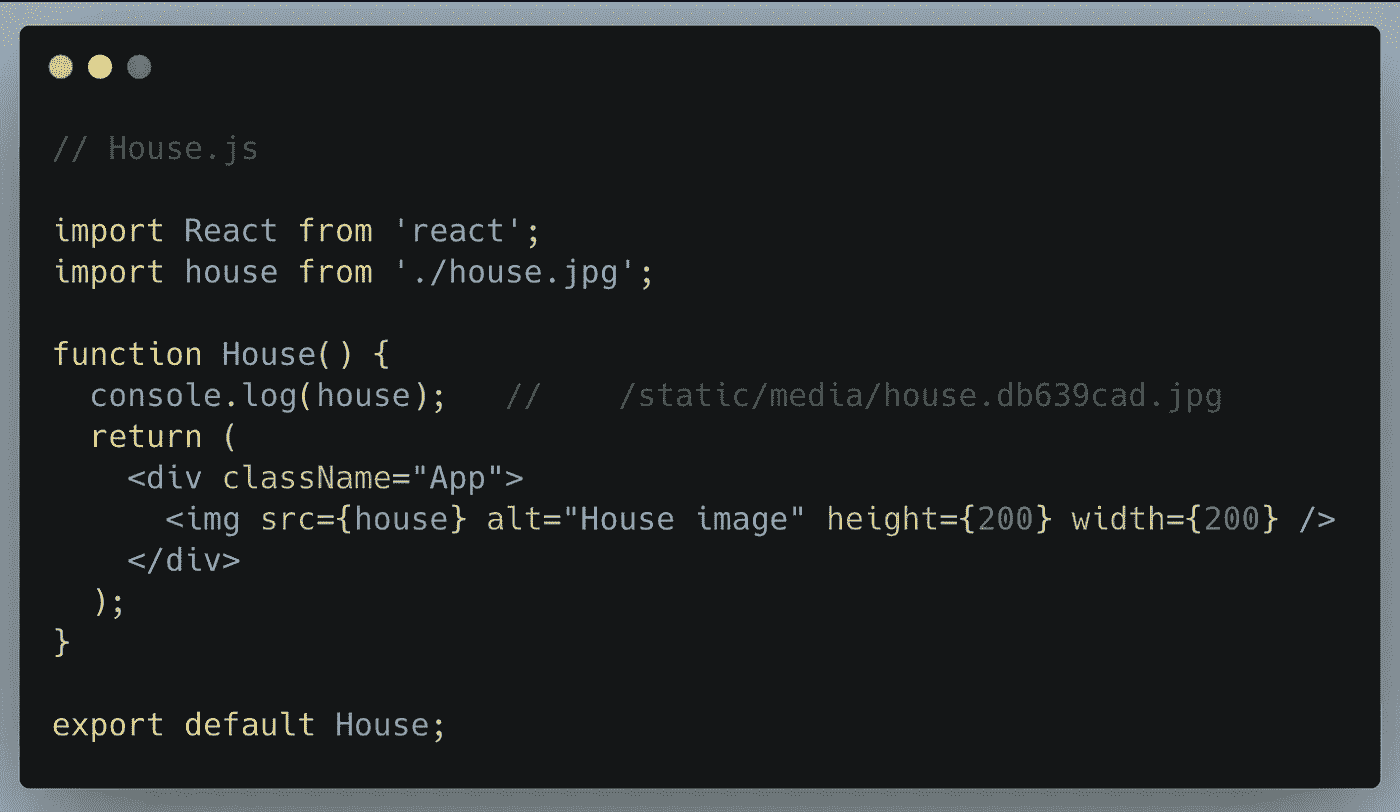 // House.js
import React from 'react';
import house from './house.jpg';
function House() {
  console.log(house);   //    /static/media/house.db639cad.jpg
  return (
    <div className="App">
      <img src={house} alt="House image" height={200} width={200} />
    </div>
  );
}
export default House;